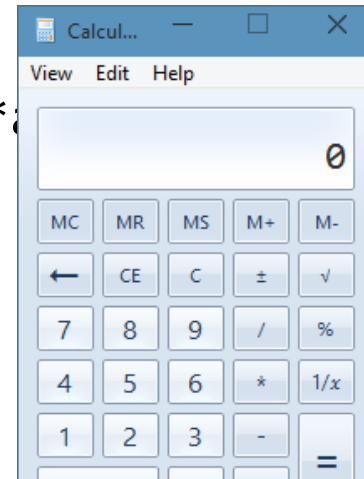 Calcul...
View Edit Help
0
MC MR MS M+ M-
← CE C ± √
7 8 9 / %
4 5 6 * 1/x
1 2 3 - =